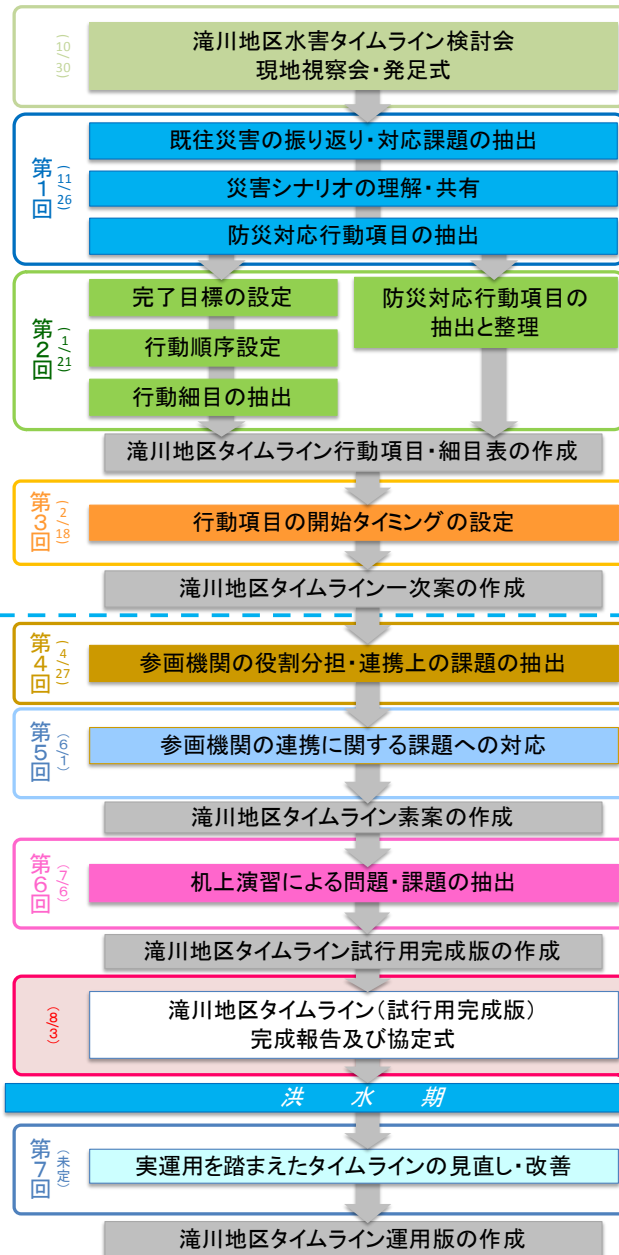 (10/30)
滝川地区水害タイムライン検討会
現地視察会・発足式
第1回
(11/26)
既往災害の振り返り・対応課題の抽出
災害シナリオの理解・共有
防災対応行動項目の抽出
第2回
(1/21)
完了目標の設定
行動順序設定
行動細目の抽出
防災対応行動項目の
抽出と整理
滝川地区タイムライン行動項目・細目表の作成
第3回
(2/18)
行動項目の開始タイミングの設定
滝川地区タイムライン一次案の作成
第4回
(4/27)
参画機関の役割分担・連携上の課題の抽出
第5回
(6/1)
参画機関の連携に関する課題への対応
滝川地区タイムライン素案の作成
第6回
(7/6)
机上演習による問題・課題の抽出
滝川地区タイムライン試行用完成版の作成
(8/3)
滝川地区タイムライン(試行用完成版)
完成報告及び協定式
洪 水 期
第7回
(未定)
実運用を踏まえたタイムラインの見直し・改善
滝川地区タイムライン運用版の作成